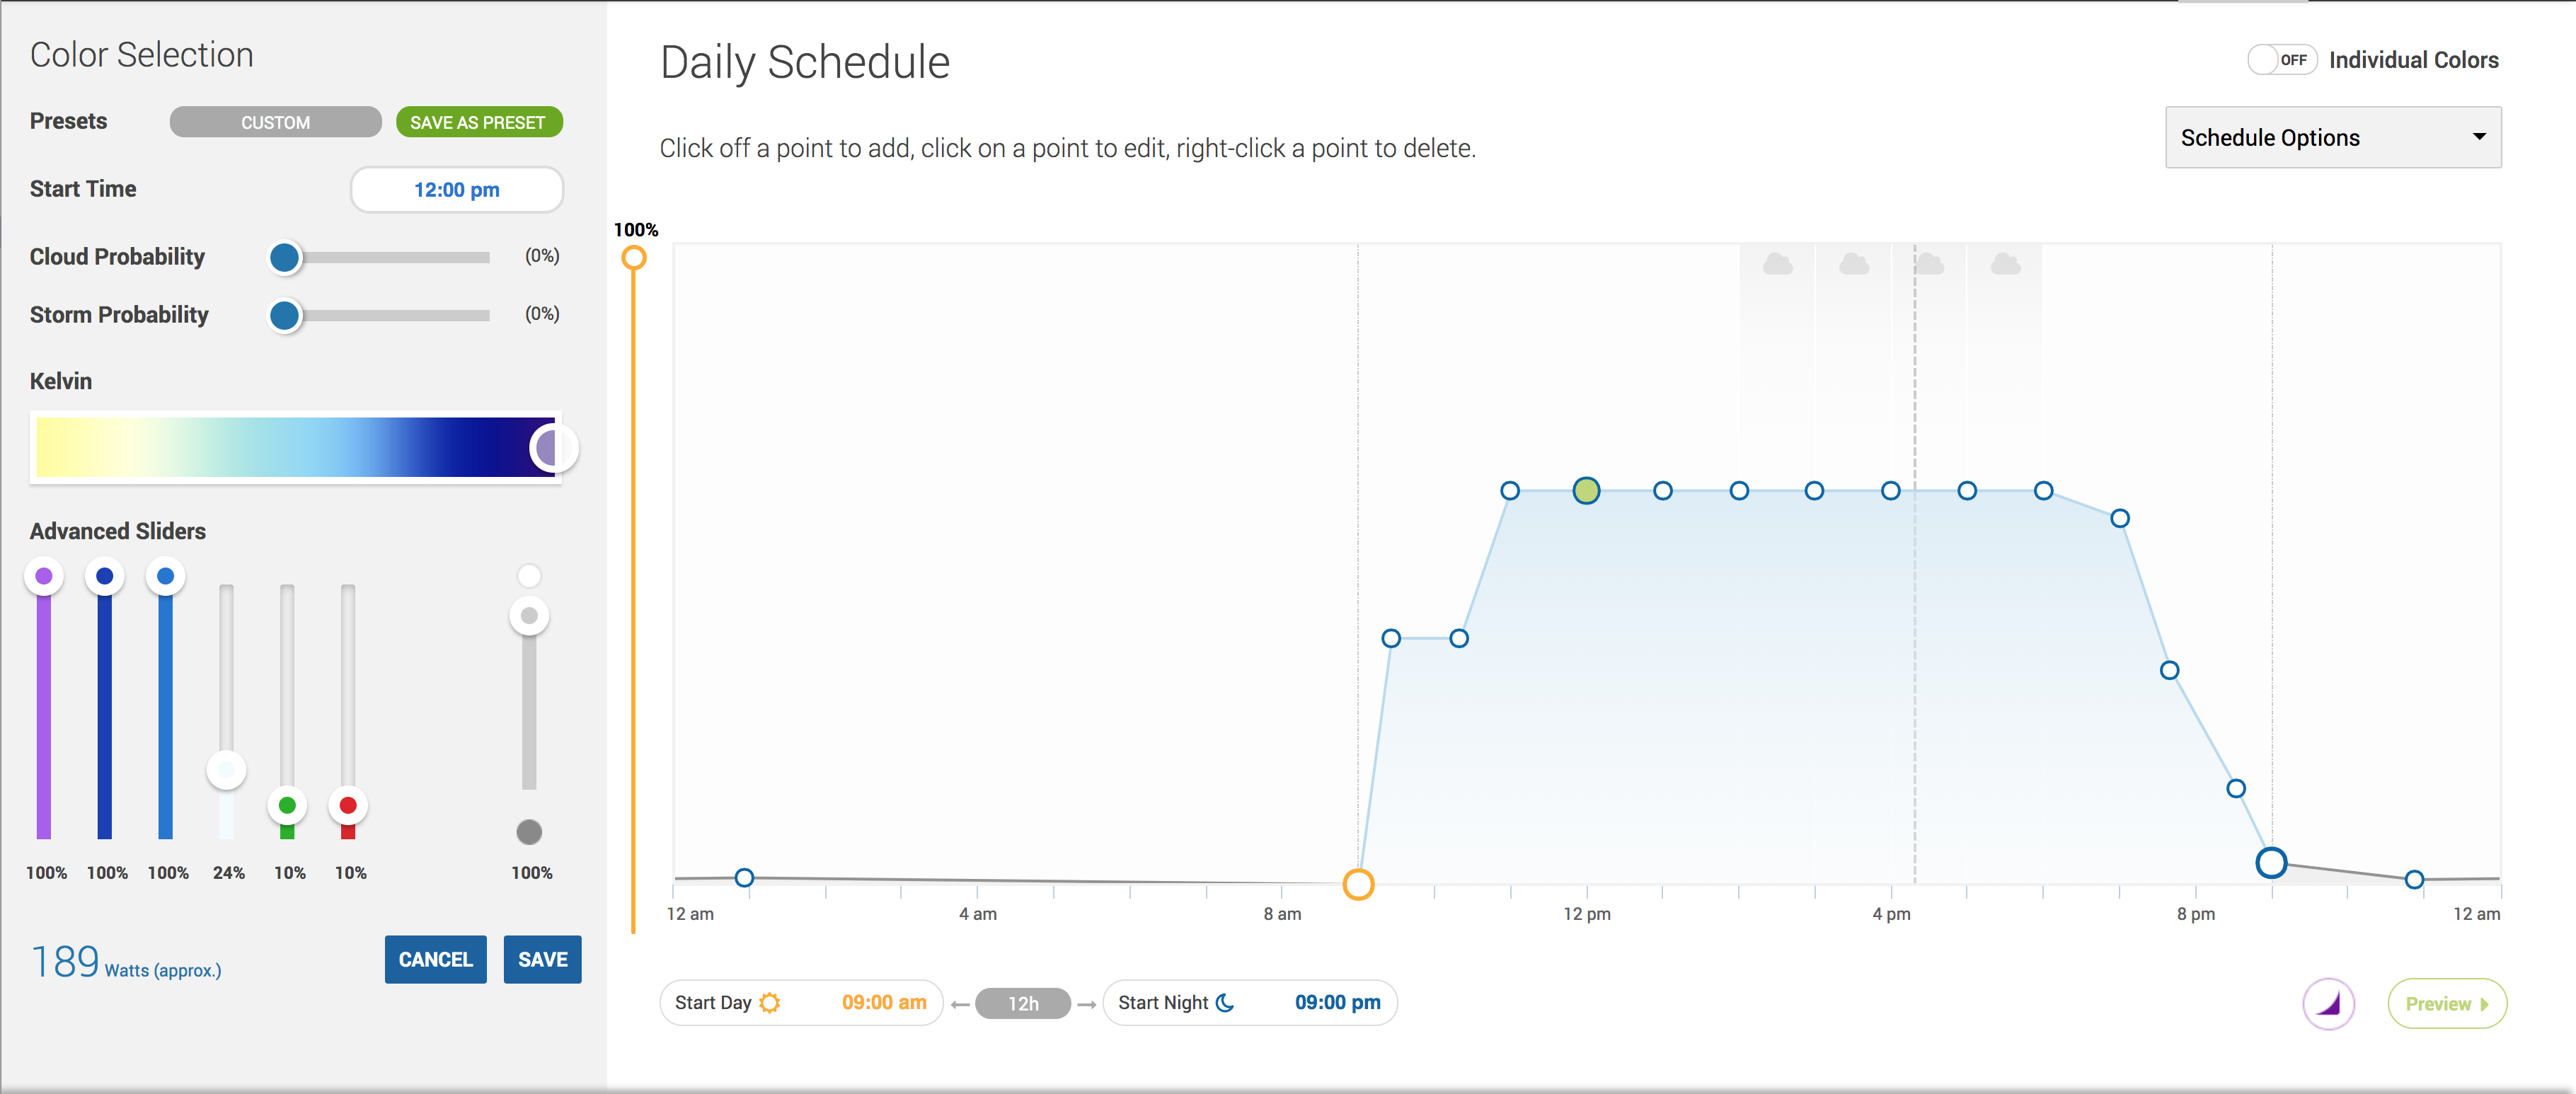 Color Selection
Presets
CUSTOM
SAVE AS PRESET
Start Time
12:00 pm
Cloud Probability
(0%)
Storm Probability
(0%)
Kelvin
Advanced Sliders
100% 100% 100% 24% 10% 10% 100%
189 Watts (approx.)
CANCEL
SAVE
Daily Schedule
OFF Individual Colors
Click off a point to add, click on a point to edit, right-click a point to delete.
Schedule Options
100%
12 am 4 am 8 am 12 pm 4 pm 8 pm 12 am
Start Day 09:00 am
12h
Start Night 09:00 pm
Preview